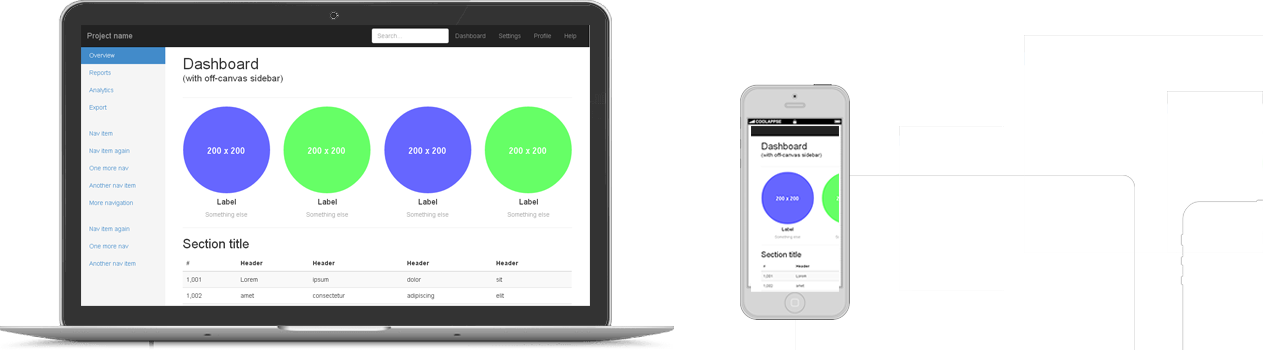 Project name
Search...
Dashboard Settings Profile Help
Overview
Reports
Analytics
Export
Nav item
Nav item again
One more nav
Another nav item
More navigation
Nav item again
One more nav
Another nav item
Dashboard
(with off-canvas sidebar)
200 x 200 200 x 200 200 x 200 200 x 200
Label Label Label Label
Something else Something else Something else Something else
Section title
# Header Header Header Header
1,001 Lorem ipsum dolor sit
1,002 amet consectetur adipiscing elit
COOLAPPSE
Dashboard
(with off-canvas sidebar)
200 x 200
Label
Something else
Section title
# Header Header
1,001 Lorem ipsum
1,002 amet